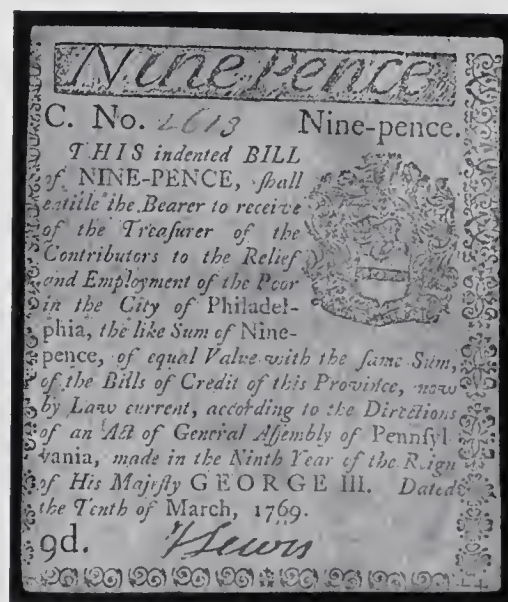 Nine Pence
C. No. 2613 Nine-pence.
THIS indented BILL
of NINE-PENCE, ſhall
entitle the Bearer to receive
of the Treaſurer of the
Contributors to the Relief
and Employment of the Poor
in the City of Philadel-
phia, the like Sum of Nine-
pence, of equal Value with the ſame Sum,
of the Bills of Credit of this Province, now
by Law current, according to the Directions
of an Act of General Aſſembly of Pennſyl-
vania, made in the Ninth Year of the Reign
of His Majeſty GEORGE III. Dated
the Tenth of March, 1769.
9d. Lewis